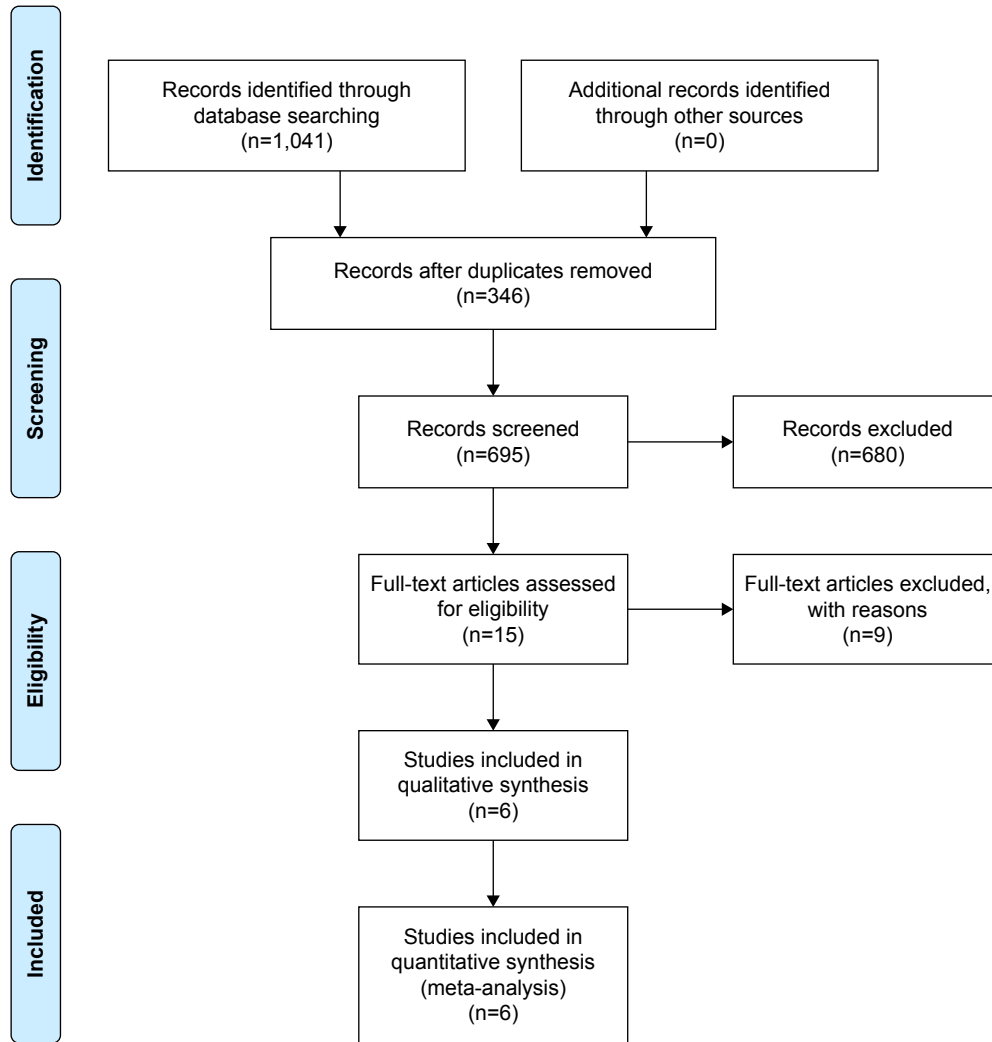 Identification
Records identified through
database searching
(n=1,041)
Additional records identified
through other sources
(n=0)
Records after duplicates removed
(n=346)
Screening
Records screened
(n=695)
Records excluded
(n=680)
Eligibility
Full-text articles assessed
for eligibility
(n=15)
Full-text articles excluded,
with reasons
(n=9)
Studies included in
qualitative synthesis
(n=6)
Included
Studies included in
quantitative synthesis
(meta-analysis)
(n=6)